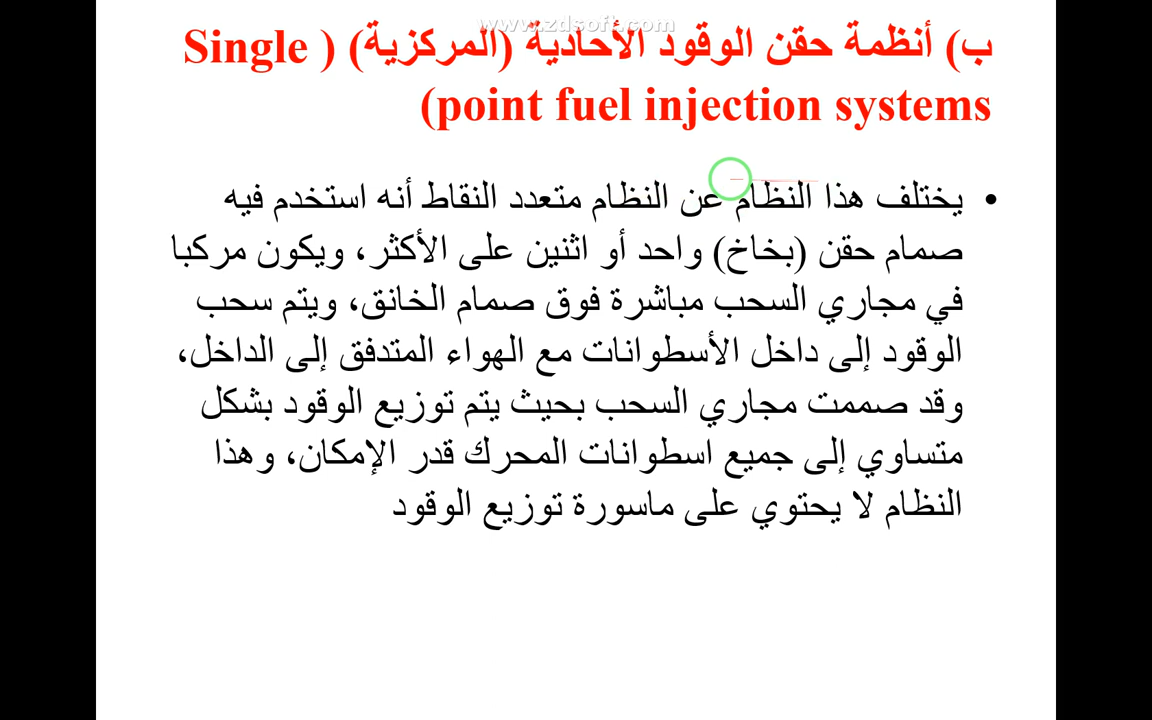 www.zdsoft.com
ب) أنظمة حقن الوقود الأحادية (المركزية) ( Single
point fuel injection systems)
• يختلف هذا النظام عن النظام متعدد النقاط أنه استخدم فيه
صمام حقن (بخاخ) واحد أو اثنين على الأكثر، ويكون مركبا
في مجاري السحب مباشرة فوق صمام الخانق، ويتم سحب
الوقود إلى داخل الأسطوانات مع الهواء المتدفق إلى الداخل،
وقد صممت مجاري السحب بحيث يتم توزيع الوقود بشكل
متساوي إلى جميع اسطوانات المحرك قدر الإمكان، وهذا
النظام لا يحتوي على ماسورة توزيع الوقود